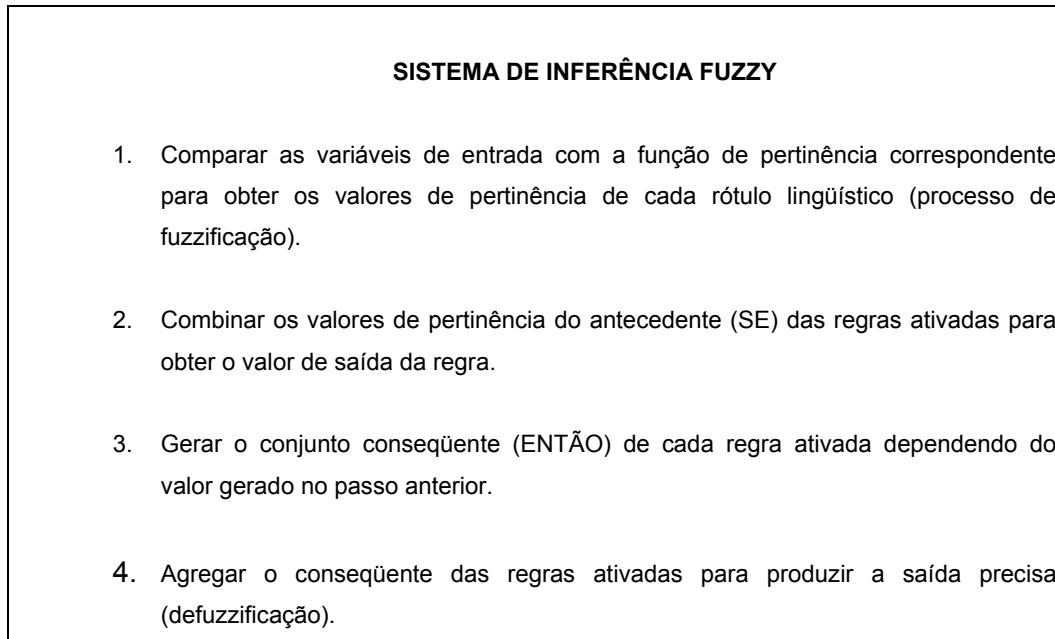 SISTEMA DE INFERÊNCIA FUZZY
1. Comparar as variáveis de entrada com a função de pertinência correspondente
para obter os valores de pertinência de cada rótulo lingüístico (processo de
fuzzificação).
2. Combinar os valores de pertinência do antecedente (SE) das regras ativadas para
obter o valor de saída da regra.
3. Gerar o conjunto conseqüente (ENTÃO) de cada regra ativada dependendo do
valor gerado no passo anterior.
4. Agregar o conseqüente das regras ativadas para produzir a saída precisa
(defuzzificação).